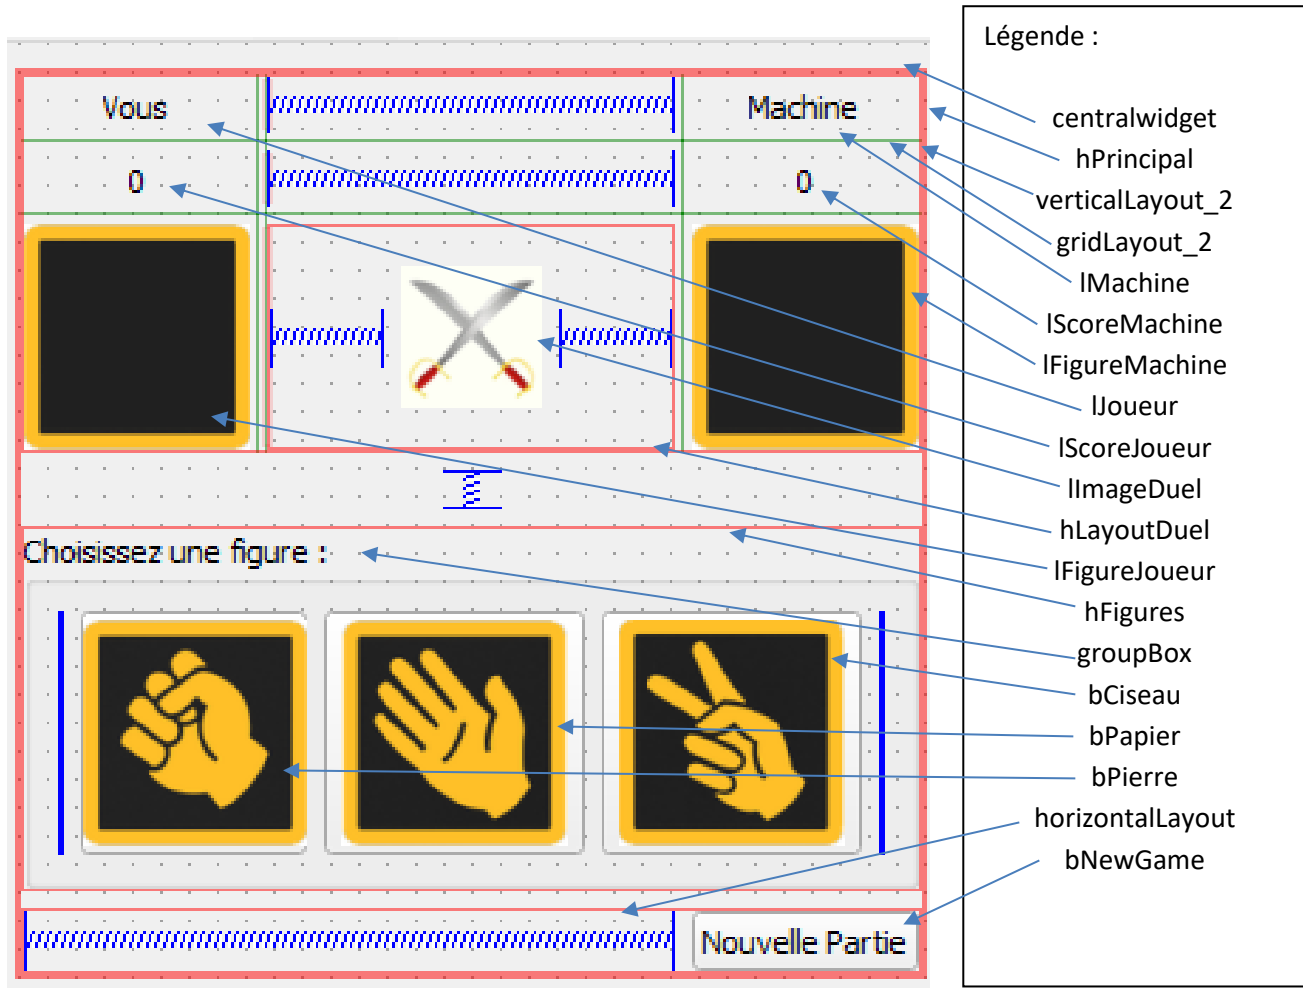 Légende :
Vous
Machine
0
0
Choisissez une figure :
Nouvelle Partie
centralwidget
hPrincipal
verticalLayout_2
gridLayout_2
lMachine
lScoreMachine
lFigureMachine
lJoueur
lScoreJoueur
lImageDuel
hLayoutDuel
lFigureJoueur
hFigures
groupBox
bCiseau
bPapier
bPierre
horizontalLayout
bNewGame